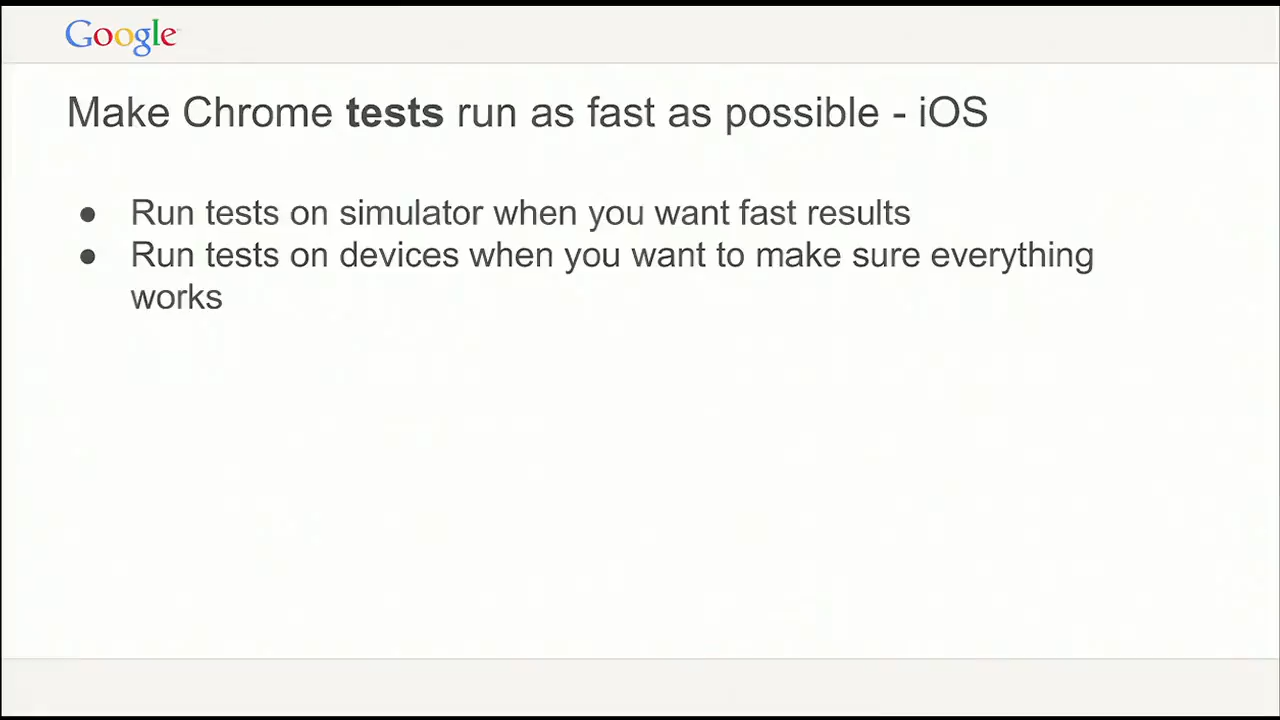 Google
Make Chrome tests run as fast as possible - iOS
● Run tests on simulator when you want fast results
● Run tests on devices when you want to make sure everything
works